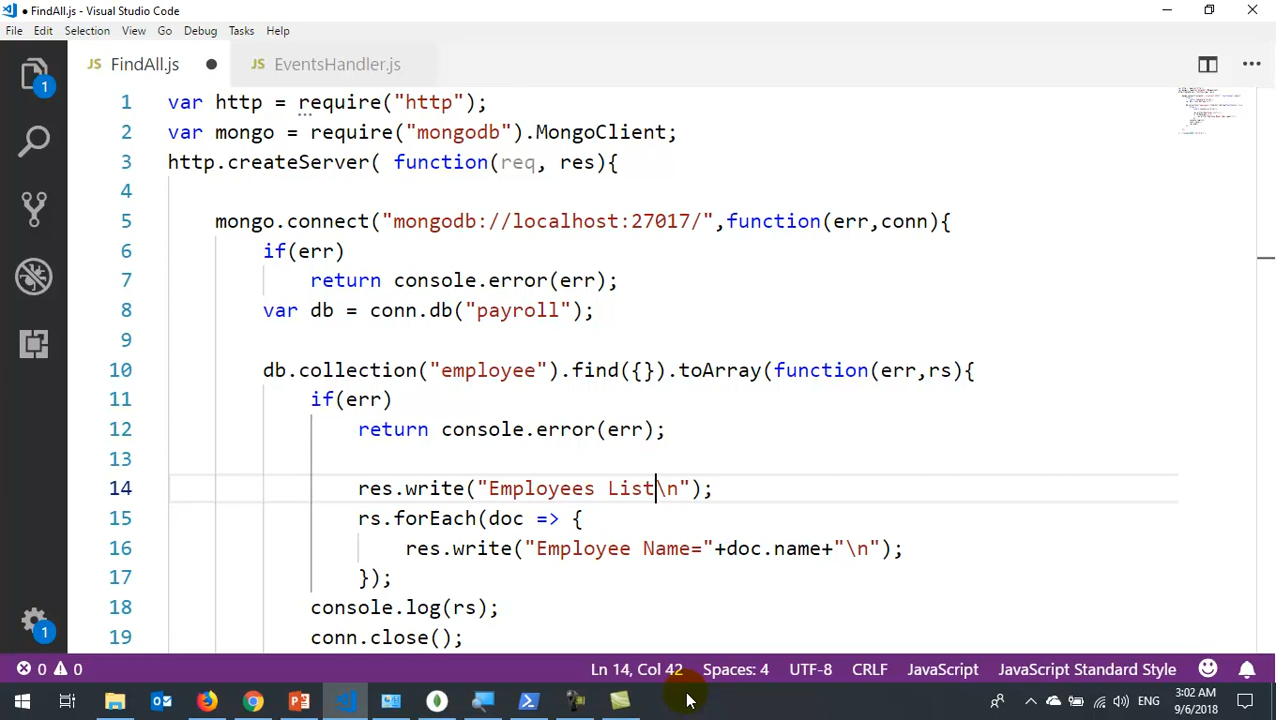 FindAll.js - Visual Studio Code
File Edit Selection View Go Debug Tasks Help
JS FindAll.js JS EventsHandler.js
1 var http = require("http");
2 var mongo = require("mongodb").MongoClient;
3 http.createServer( function(req, res){
4
5 mongo.connect("mongodb://localhost:27017/",function(err,conn){
6 if(err)
7 return console.error(err);
8 var db = conn.db("payroll");
9
10 db.collection("employee").find({}).toArray(function(err,rs){
11 if(err)
12 return console.error(err);
13
14 res.write("Employees List\n");
15 rs.forEach(doc => {
16 res.write("Employee Name="+doc.name+"\n");
17 });
18 console.log(rs);
19 conn.close();
1
1
0 0 Ln 14, Col 42 Spaces: 4 UTF-8 CRLF JavaScript JavaScript Standard Style
ENG 3:02 AM
9/6/2018